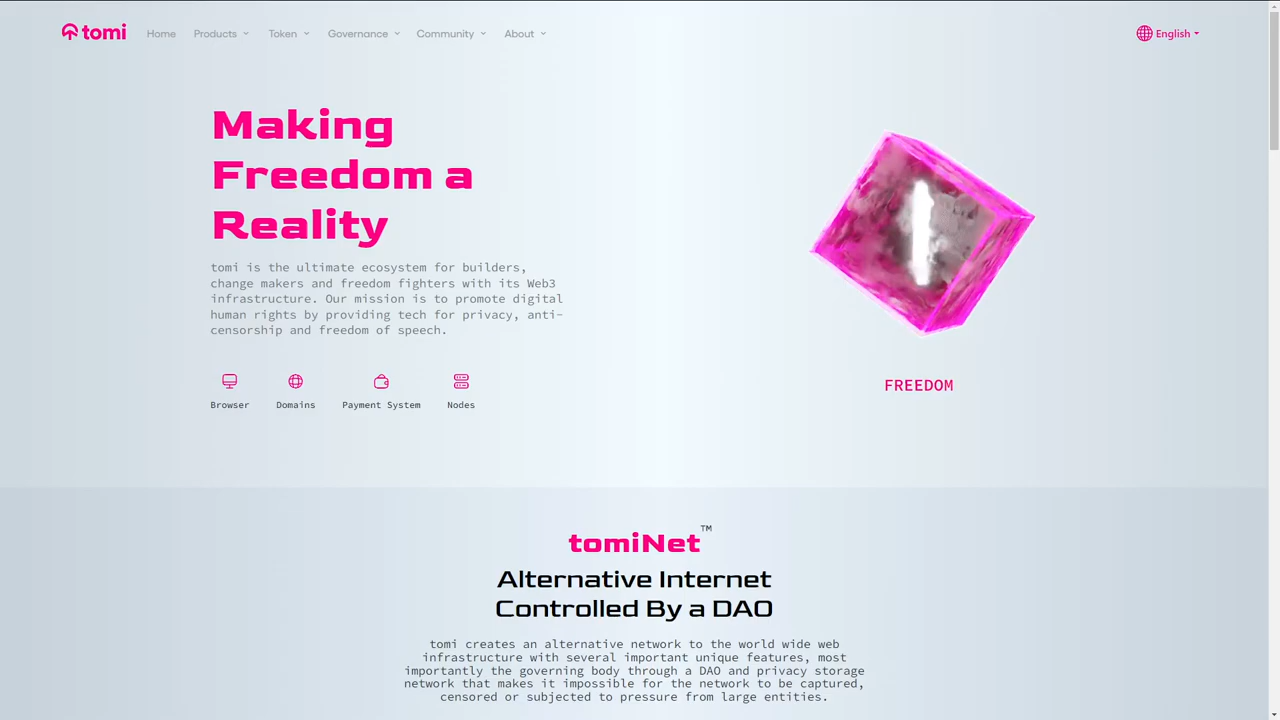 tomi
Home Products Token Governance Community About
English
Making
Freedom a
Reality
tomi is the ultimate ecosystem for builders,
change makers and freedom fighters with its Web3
infrastructure. Our mission is to promote digital
human rights by providing tech for privacy, anti-
censorship and freedom of speech.
Browser Domains Payment System Nodes
FREEDOM
tomiNet™
Alternative Internet
Controlled By a DAO
tomi creates an alternative network to the world wide web
infrastructure with several important unique features, most
importantly the governing body through a DAO and privacy storage
network that makes it impossible for the network to be captured,
censored or subjected to pressure from large entities.